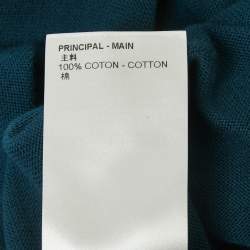 PRINCIPAL - MAIN
主料
100% COTON - COTTON
棉